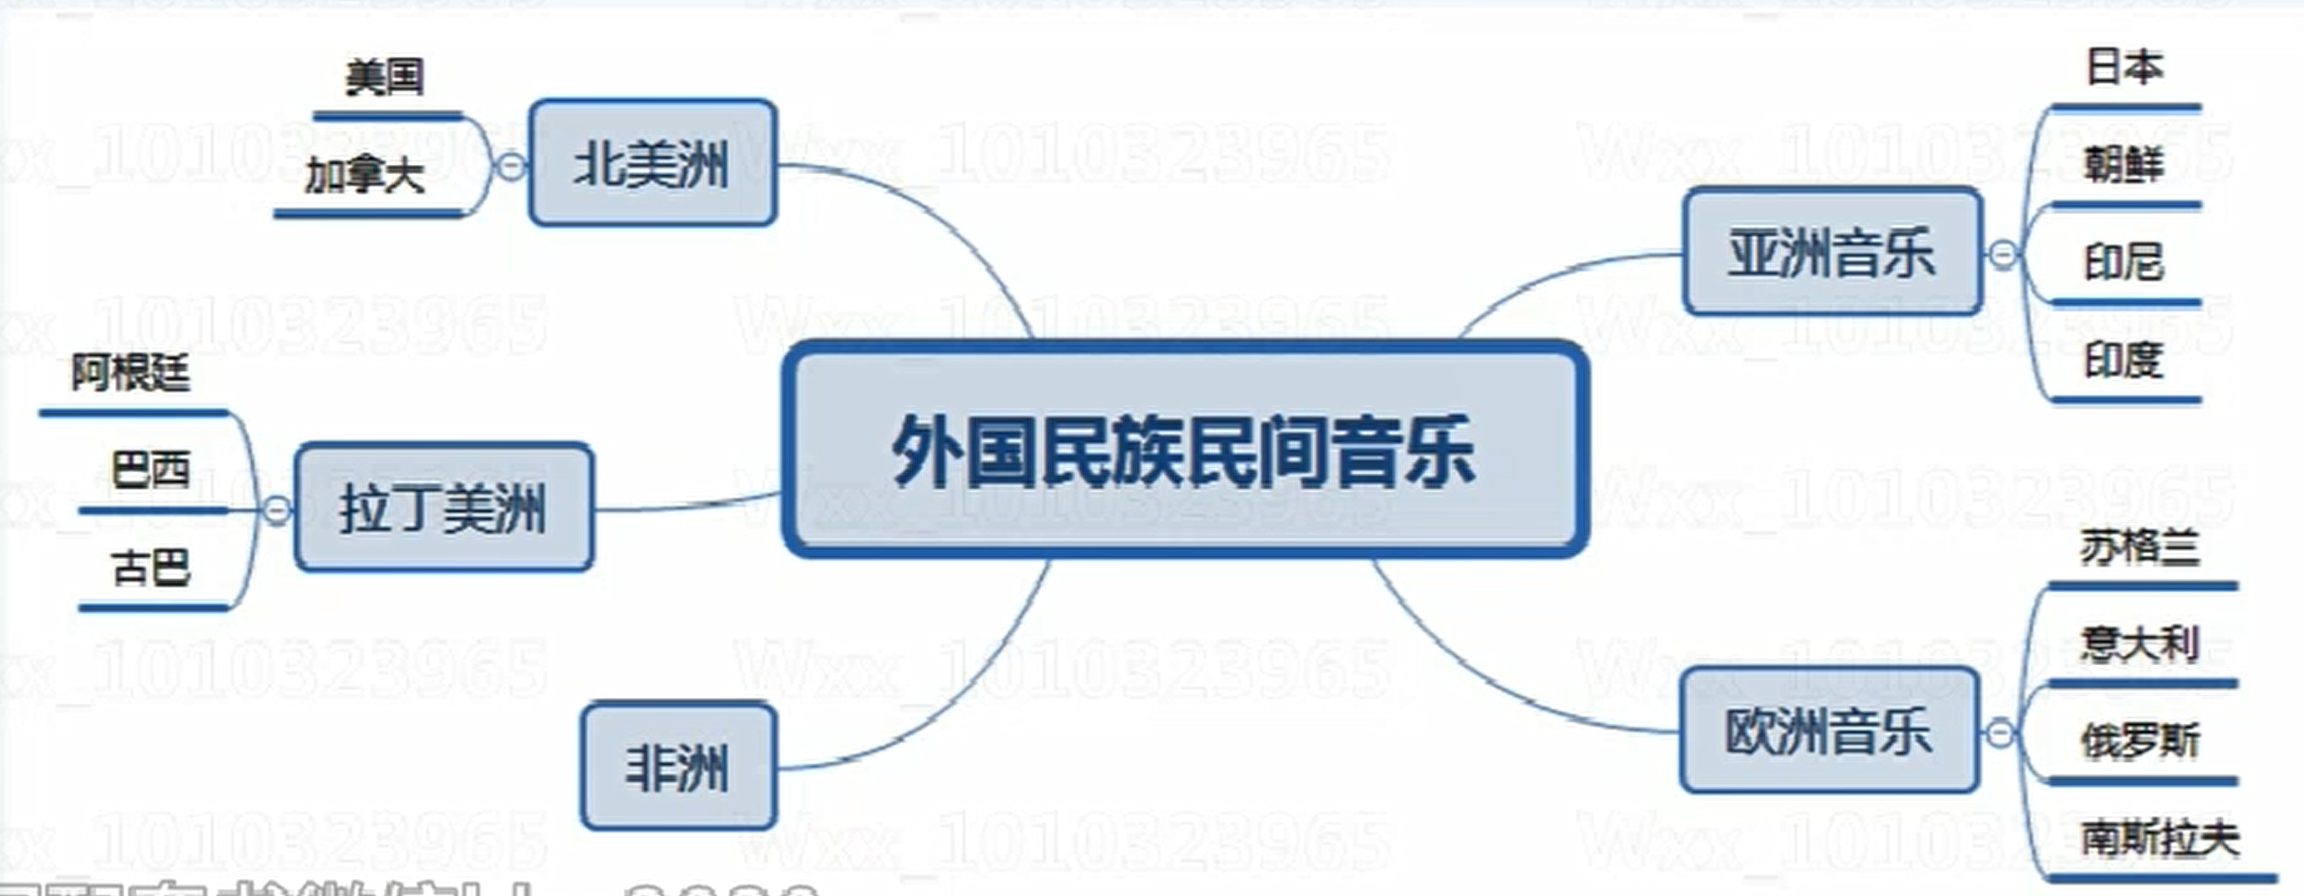 外国民族民间音乐
亚洲音乐
日本
朝鲜
印尼
印度
欧洲音乐
苏格兰
意大利
俄罗斯
南斯拉夫
北美洲
美国
加拿大
拉丁美洲
阿根廷
巴西
古巴
非洲
Wxx_1010323965